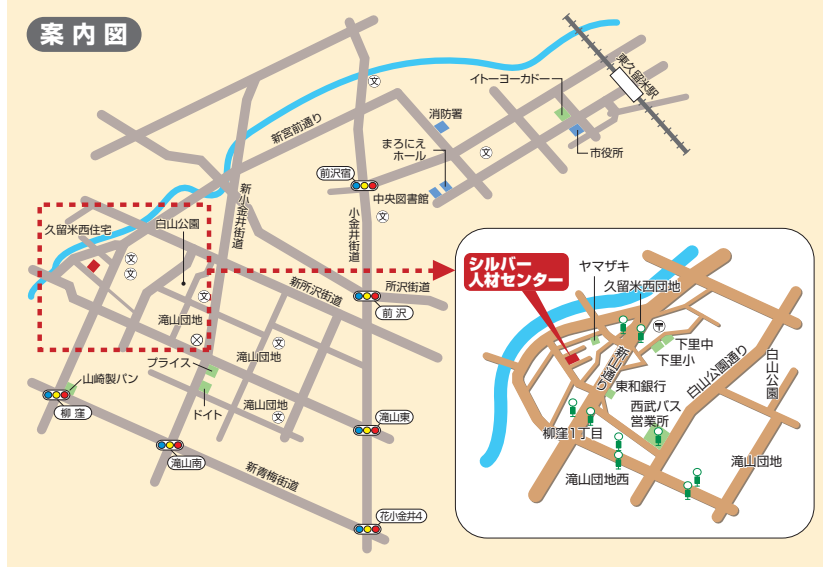 案内図
東久留米駅
イトーヨーカドー
文
消防署
新宮前通り
まろにえ
ホール
文
市役所
前沢宿
中央図書館
新小金井街道
小金井街道
文
久留米西住宅
白山公園
文
文
新所沢街道
所沢街道
文
前沢
滝山団地
文
滝山団地
プライス
山崎製パン
滝山団地
文
ドイト
柳窪
滝山東
滝山南
新青梅街道
花小金井4
シルバー
人材センター
ヤマザキ
久留米西団地
〒
下里中
下里小
新山通り
白山公園通り
白山公園
東和銀行
西武バス
営業所
柳窪1丁目
滝山団地
滝山団地西